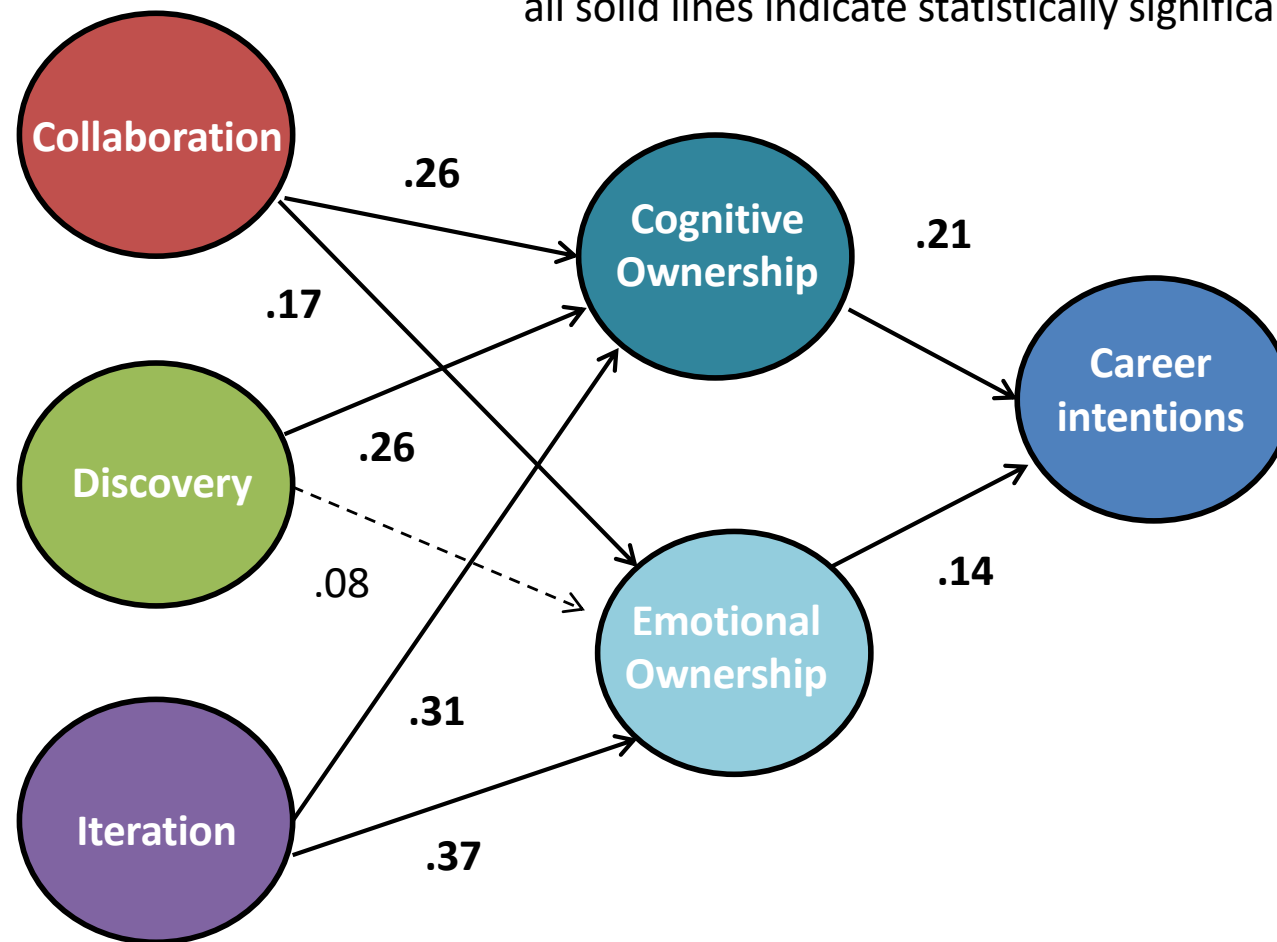 all solid lines indicate statistically significa
Collaboration
.26
Cognitive
Ownership
.21
.17
Career
intentions
.26
Discovery
.08
.14
Emotional
Ownership
.31
Iteration
.37